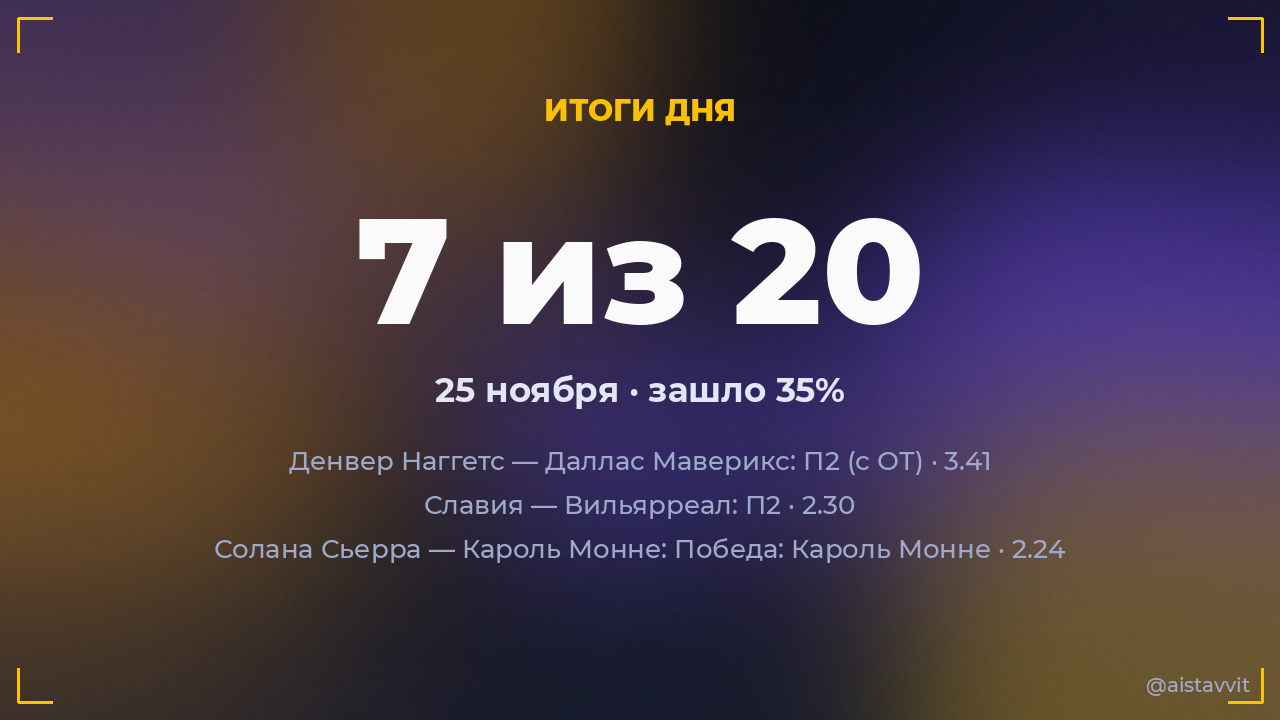 ИТОГИ ДНЯ
7 из 20
25 ноября · зашло 35%
Денвер Наггетс — Даллас Маверикс: П2 (с ОТ) · 3.41
Славия — Вильярреал: П2 · 2.30
Солана Сьерра — Кароль Монне: Победа: Кароль Монне · 2.24
@aistavvit